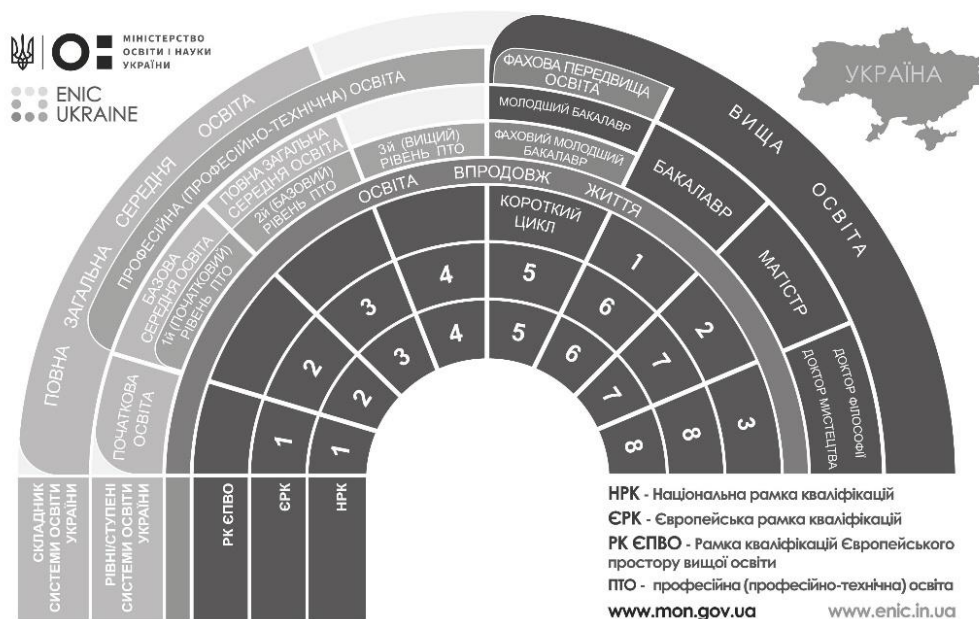 МІНІСТЕРСТВО
ОСВІТИ І НАУКИ
УКРАЇНИ
ENIC
UKRAINE
УКРАЇНА
ПОВНА ЗАГАЛЬНА СЕРЕДНЯ ОСВІТА
ПРОФЕСІЙНА (ПРОФЕСІЙНО-ТЕХНІЧНА) ОСВІТА
ФАХОВА ПЕРЕДВИЩА
ОСВІТА
ВИЩА ОСВІТА
ПОЧАТКОВА
ОСВІТА
БАЗОВА
СЕРЕДНЯ ОСВІТА
1й (ПОЧАТКОВИЙ)
РІВЕНЬ ПТО
ПОВНА ЗАГАЛЬНА
СЕРЕДНЯ ОСВІТА
2й (БАЗОВИЙ)
РІВЕНЬ ПТО
3й (ВИЩИЙ)
РІВЕНЬ ПТО
МОЛОДШИЙ БАКАЛАВР
ФАХОВИЙ МОЛОДШИЙ
БАКАЛАВР
БАКАЛАВР
МАГІСТР
ДОКТОР ФІЛОСОФІЇ
ДОКТОР МИСТЕЦТВА
ОСВІТА ВПРОДОВЖ ЖИТТЯ
КОРОТКИЙ
ЦИКЛ
1
2
3
1
2
3
4
5
6
7
8
1
2
3
4
5
6
7
8
СКЛАДНИК
СИСТЕМИ ОСВІТИ
УКРАЇНИ
РІВНІ/СТУПЕНІ
СИСТЕМИ ОСВІТИ
УКРАЇНИ
РК ЄПВО
ЄРК
НРК
НРК - Національна рамка кваліфікацій
ЄРК - Європейська рамка кваліфікацій
РК ЄПВО - Рамка кваліфікацій Європейського
простору вищої освіти
ПТО - професійна (професійно-технічна) освіта
www.mon.gov.ua www.enic.in.ua